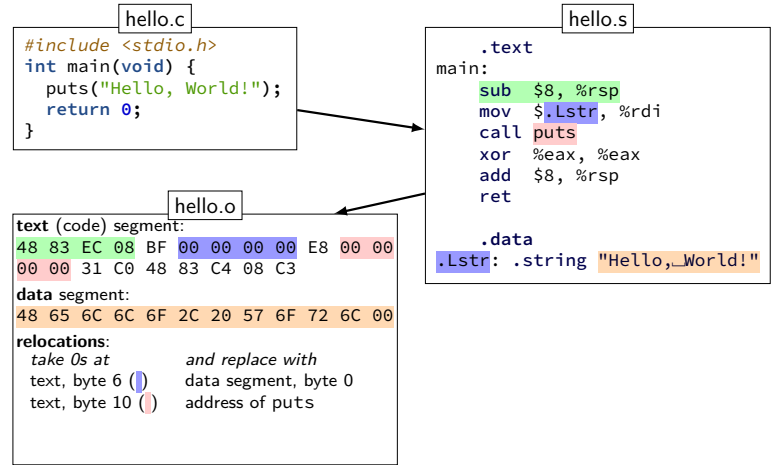 hello.c
#include <stdio.h>
int main(void) {
puts("Hello, World!");
return 0;
}
hello.s
.text
main:
sub $8, %rsp
mov $.Lstr, %rdi
call puts
xor %eax, %eax
add $8, %rsp
ret
.data
.Lstr: .string "Hello,␣World!"
hello.o
text (code) segment:
48 83 EC 08 BF 00 00 00 00 E8 00 00
00 00 31 C0 48 83 C4 08 C3
data segment:
48 65 6C 6C 6F 2C 20 57 6F 72 6C 00
relocations:
take 0s at and replace with
text, byte 6 ( ) data segment, byte 0
text, byte 10 ( ) address of puts